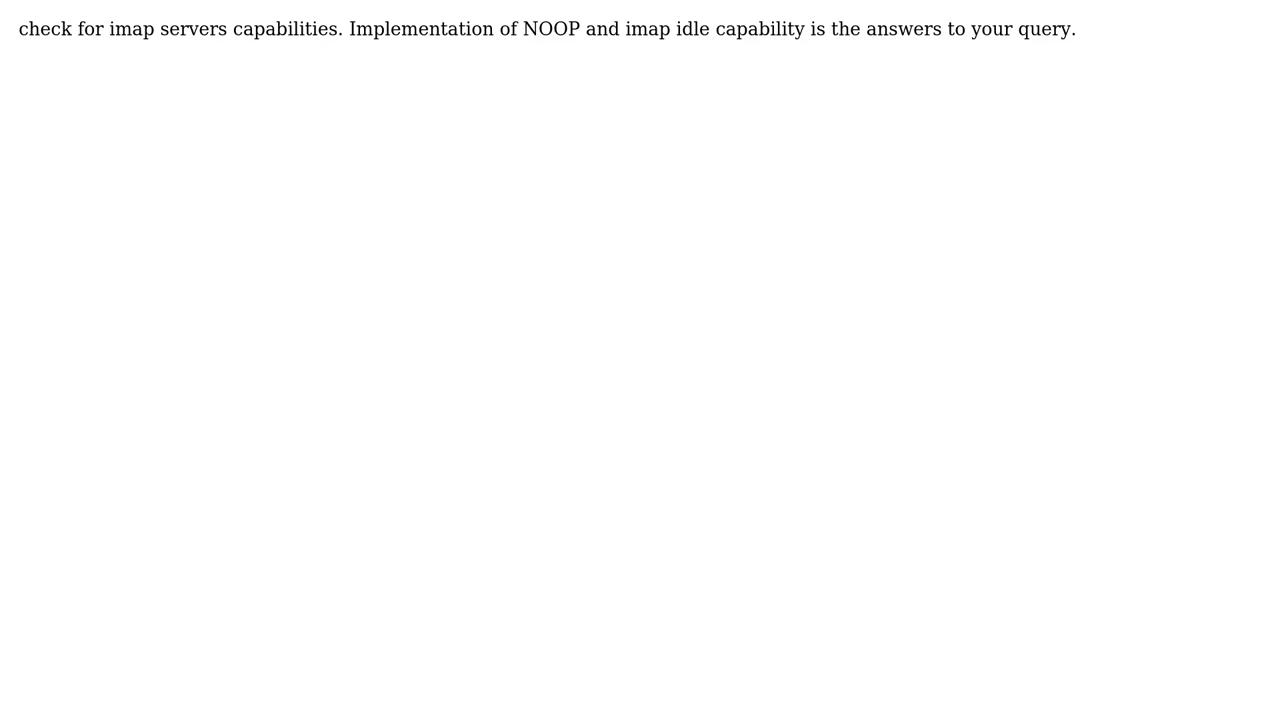 check for imap servers capabilities. Implementation of NOOP and imap idle capability is the answers to your query.